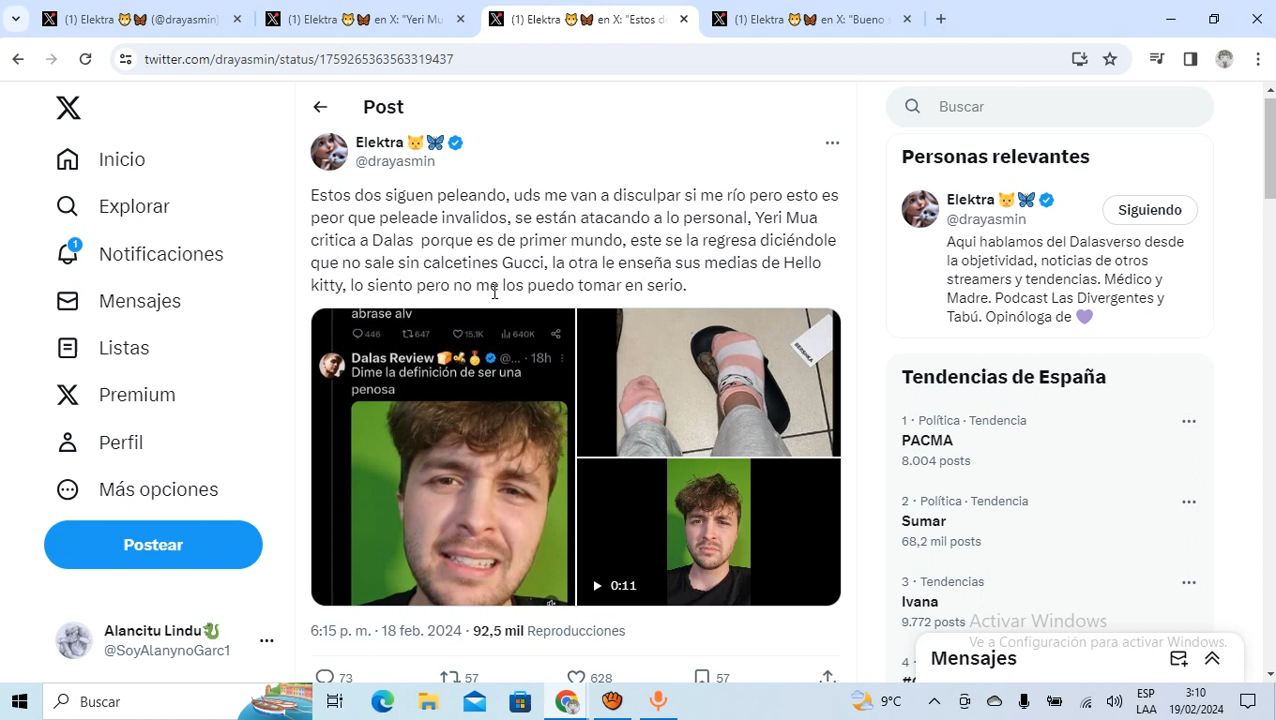 (1) Elektra 🐱🦋 (@drayasmin)
(1) Elektra 🐱🦋 en X: "Yeri Mu
(1) Elektra 🐱🦋 en X: "Estos d
(1) Elektra 🐱🦋 en X: "Bueno
twitter.com/drayasmin/status/1759265363563319437
Inicio
Explorar
1
Notificaciones
Mensajes
Listas
Premium
Perfil
Más opciones
Postear
Alancitu Lindu🐉
@SoyAlanynoGarc1
Post
Elektra 🐱🦋
@drayasmin
Estos dos siguen peleando, uds me van a disculpar si me río pero esto es
peor que peleade invalidos, se están atacando a lo personal, Yeri Mua
critica a Dalas porque es de primer mundo, este se la regresa diciéndole
que no sale sin calcetines Gucci, la otra le enseña sus medias de Hello
kitty, lo siento pero no me los puedo tomar en serio.
abrase alv
446 647 15.1K 640K
Dalas Review 🍞🐝🏅 @... · 18h
Dime la definición de ser una
penosa
0:11
6:15 p. m. · 18 feb. 2024 · 92,5 mil Reproducciones
73 57 628 57
Buscar
Personas relevantes
Elektra 🐱🦋
@drayasmin
Siguiendo
Aqui hablamos del Dalasverso desde
la objetividad, noticias de otros
streamers y tendencias. Médico y
Madre. Podcast Las Divergentes y
Tabú. Opinóloga de 💜
Tendencias de España
1 · Política · Tendencia
PACMA
8.004 posts
2 · Política · Tendencia
Sumar
68,2 mil posts
3 · Tendencias
Ivana
9.772 posts
4
Activar Windows
Ve a Configuración para activar Windows.
Mensajes
Buscar
9°C
ESP
LAA
3:10
19/02/2024